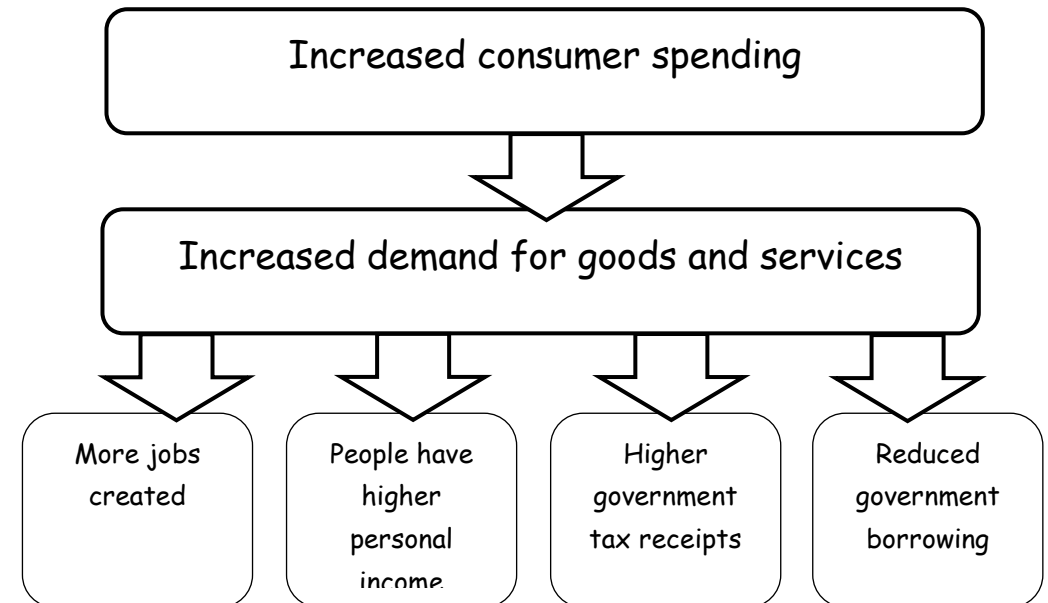 Increased consumer spending
Increased demand for goods and services
More jobs
created
People have
higher
personal
income
Higher
government
tax receipts
Reduced
government
borrowing